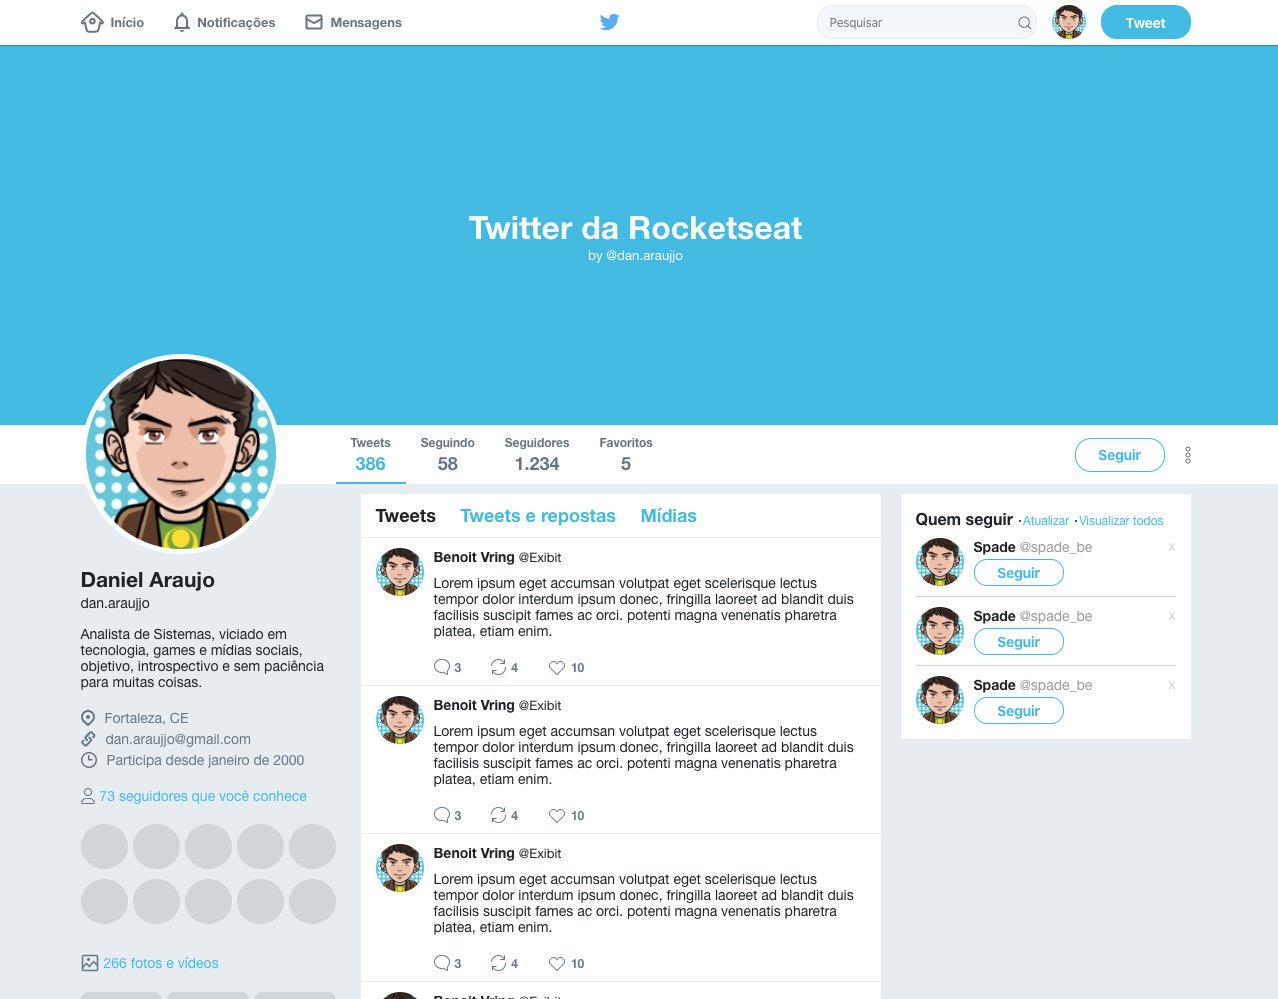 Início
Notificações
Mensagens
Pesquisar
Tweet
Twitter da Rocketseat
by @dan.araujjo
Tweets
386
Seguindo
58
Seguidores
1.234
Favoritos
5
Seguir
Daniel Araujo
dan.araujjo
Analista de Sistemas, viciado em
tecnologia, games e mídias sociais,
objetivo, introspectivo e sem paciência
para muitas coisas.
Fortaleza, CE
dan.araujjo@gmail.com
Participa desde janeiro de 2000
73 seguidores que você conhece
266 fotos e vídeos
Tweets Tweets e repostas Mídias
Benoit Vring @Exibit
Lorem ipsum eget accumsan volutpat eget scelerisque lectus
tempor dolor interdum ipsum donec, fringilla laoreet ad blandit duis
facilisis suscipit fames ac orci. potenti magna venenatis pharetra
platea, etiam enim.
3 4 10
Benoit Vring @Exibit
Lorem ipsum eget accumsan volutpat eget scelerisque lectus
tempor dolor interdum ipsum donec, fringilla laoreet ad blandit duis
facilisis suscipit fames ac orci. potenti magna venenatis pharetra
platea, etiam enim.
3 4 10
Benoit Vring @Exibit
Lorem ipsum eget accumsan volutpat eget scelerisque lectus
tempor dolor interdum ipsum donec, fringilla laoreet ad blandit duis
facilisis suscipit fames ac orci. potenti magna venenatis pharetra
platea, etiam enim.
3 4 10
Benoit Vring @Exibit
Quem seguir ·Atualizar ·Visualizar todos
Spade @spade_be x
Seguir
Spade @spade_be x
Seguir
Spade @spade_be x
Seguir